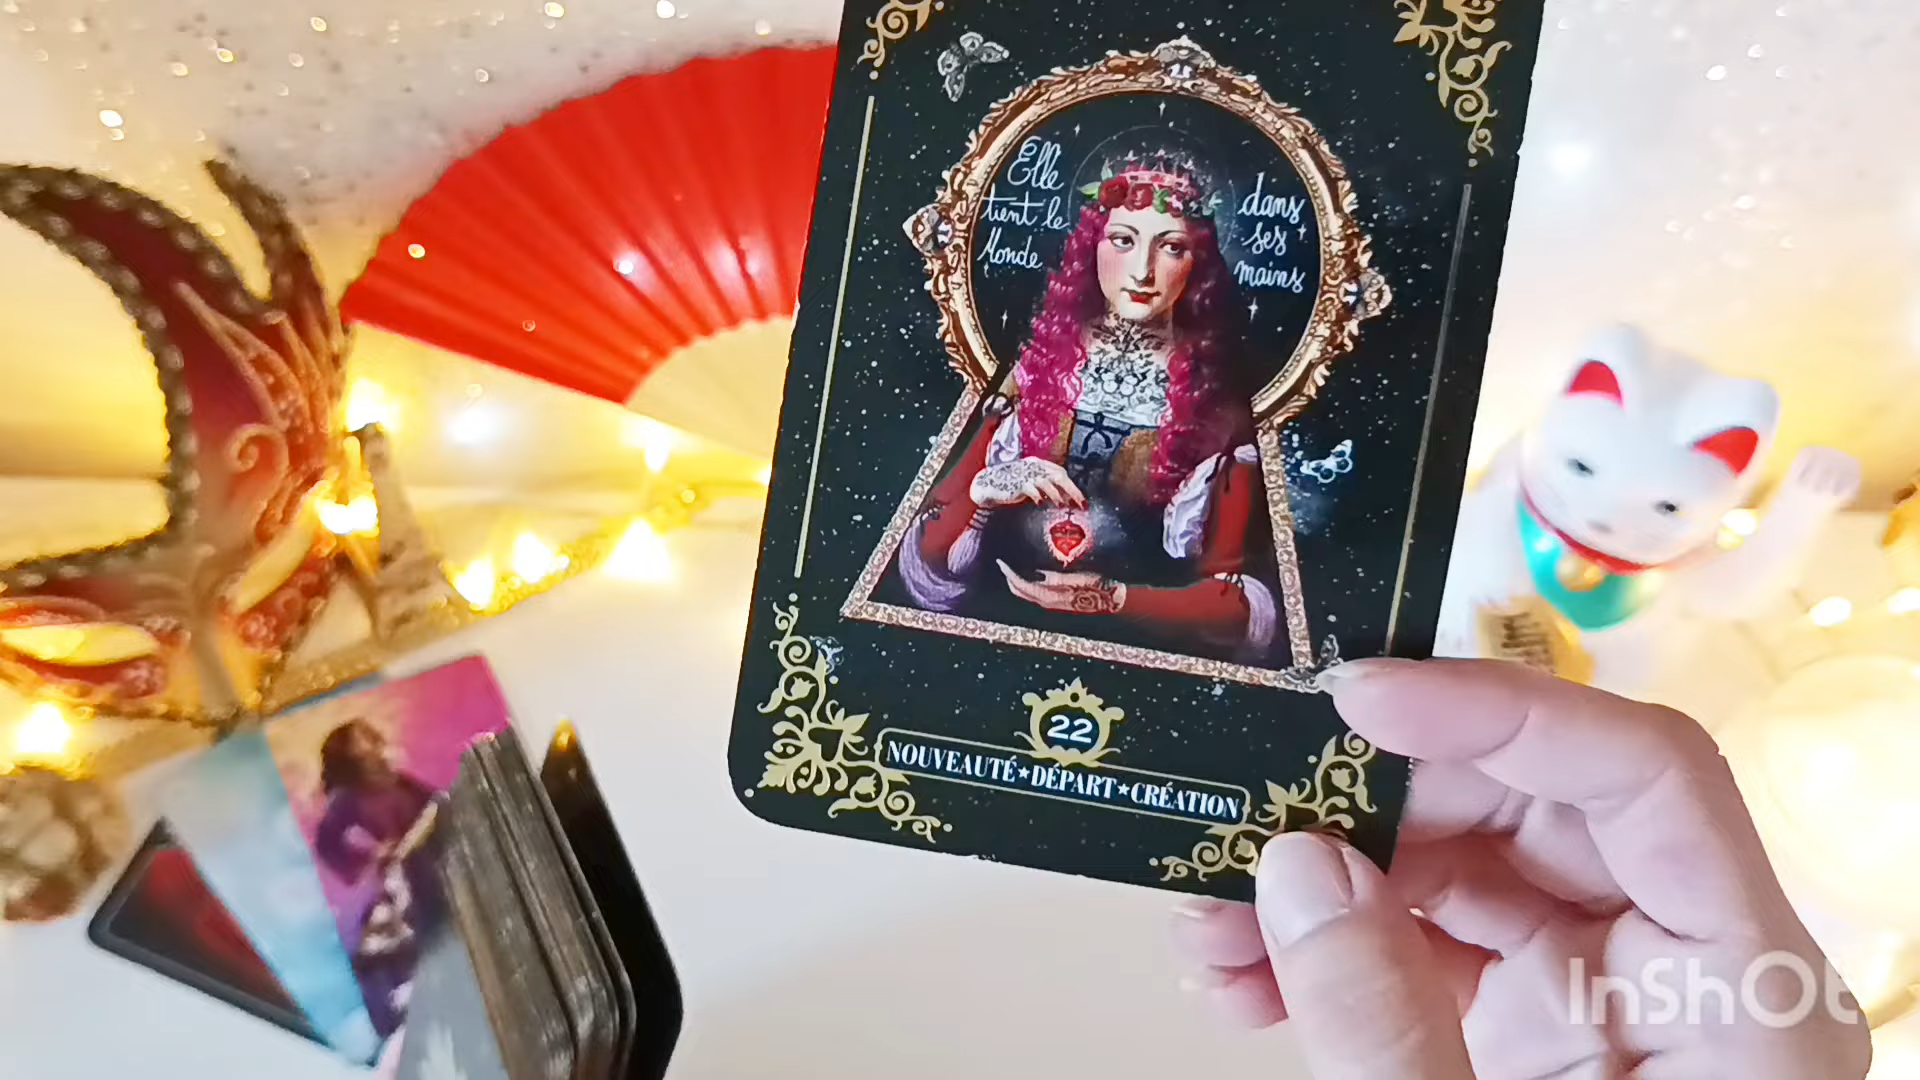 Elle
tient le
Monde
dans
ses
mains
22
NOUVEAUTÉ★DÉPART★CRÉATION
InShOt